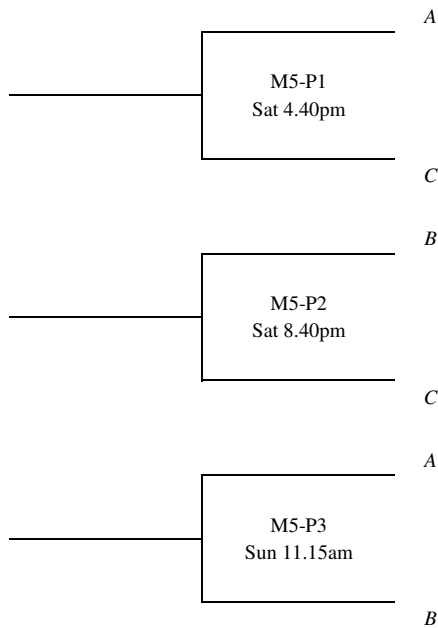 A
M5-P1
Sat 4.40pm
C
B
M5-P2
Sat 8.40pm
C
A
M5-P3
Sun 11.15am
B